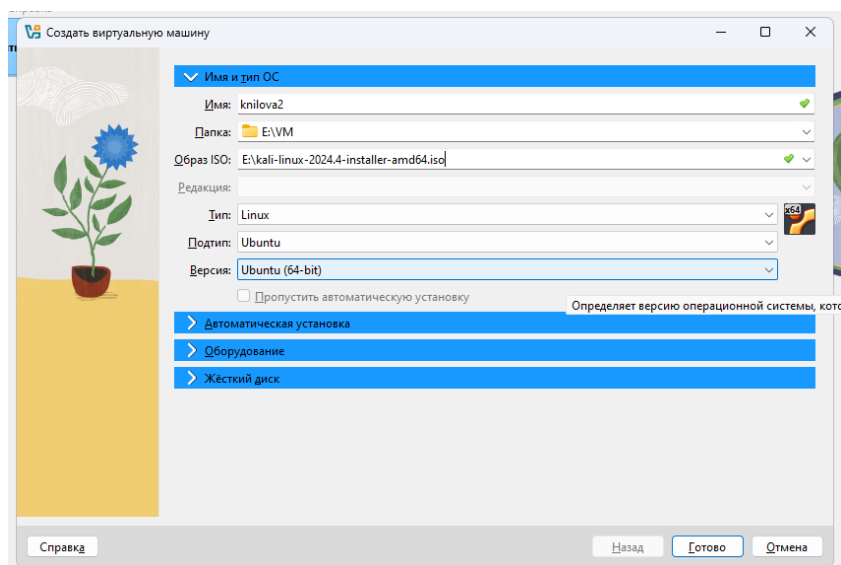 Создать виртуальную машину
Имя и тип ОС
Имя: knilova2
Папка: E:\VM
Образ ISO: E:\kali-linux-2024.4-installer-amd64.iso
Редакция:
Тип: Linux
x64
Подтип: Ubuntu
Версия: Ubuntu (64-bit)
Пропустить автоматическую установку
Определяет версию операционной системы, кото
Автоматическая установка
Оборудование
Жёсткий диск
Справка Назад Готово Отмена